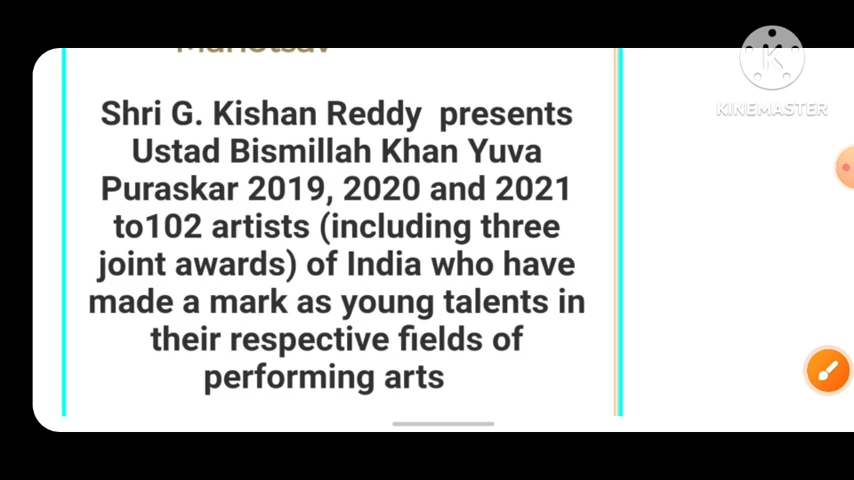 KINEMASTER
Shri G. Kishan Reddy presents
Ustad Bismillah Khan Yuva
Puraskar 2019, 2020 and 2021
to102 artists (including three
joint awards) of India who have
made a mark as young talents in
their respective fields of
performing arts